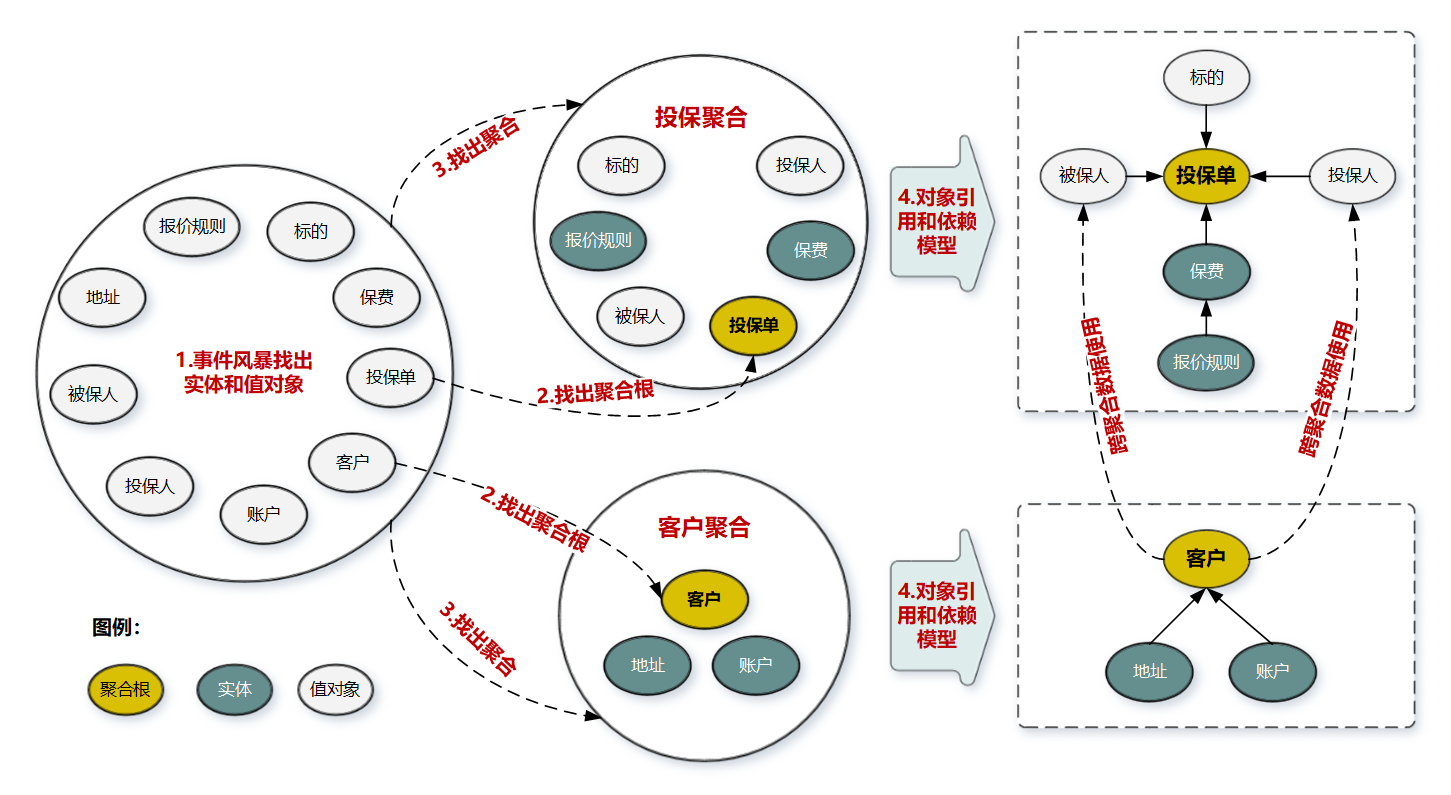 报价规则
标的
地址
保费
1.事件风暴找出
实体和值对象
被保人
投保单
投保人
客户
账户
图例：
聚合根
实体
值对象
3.找出聚合
2.找出聚合根
2.找出聚合根
3.找出聚合
投保聚合
标的
投保人
报价规则
保费
被保人
投保单
客户聚合
客户
地址
账户
4.对象引
用和依赖
模型
4.对象引
用和依赖
模型
标的
被保人
投保单
投保人
保费
报价规则
跨聚合数据使用
跨聚合数据使用
客户
地址
账户